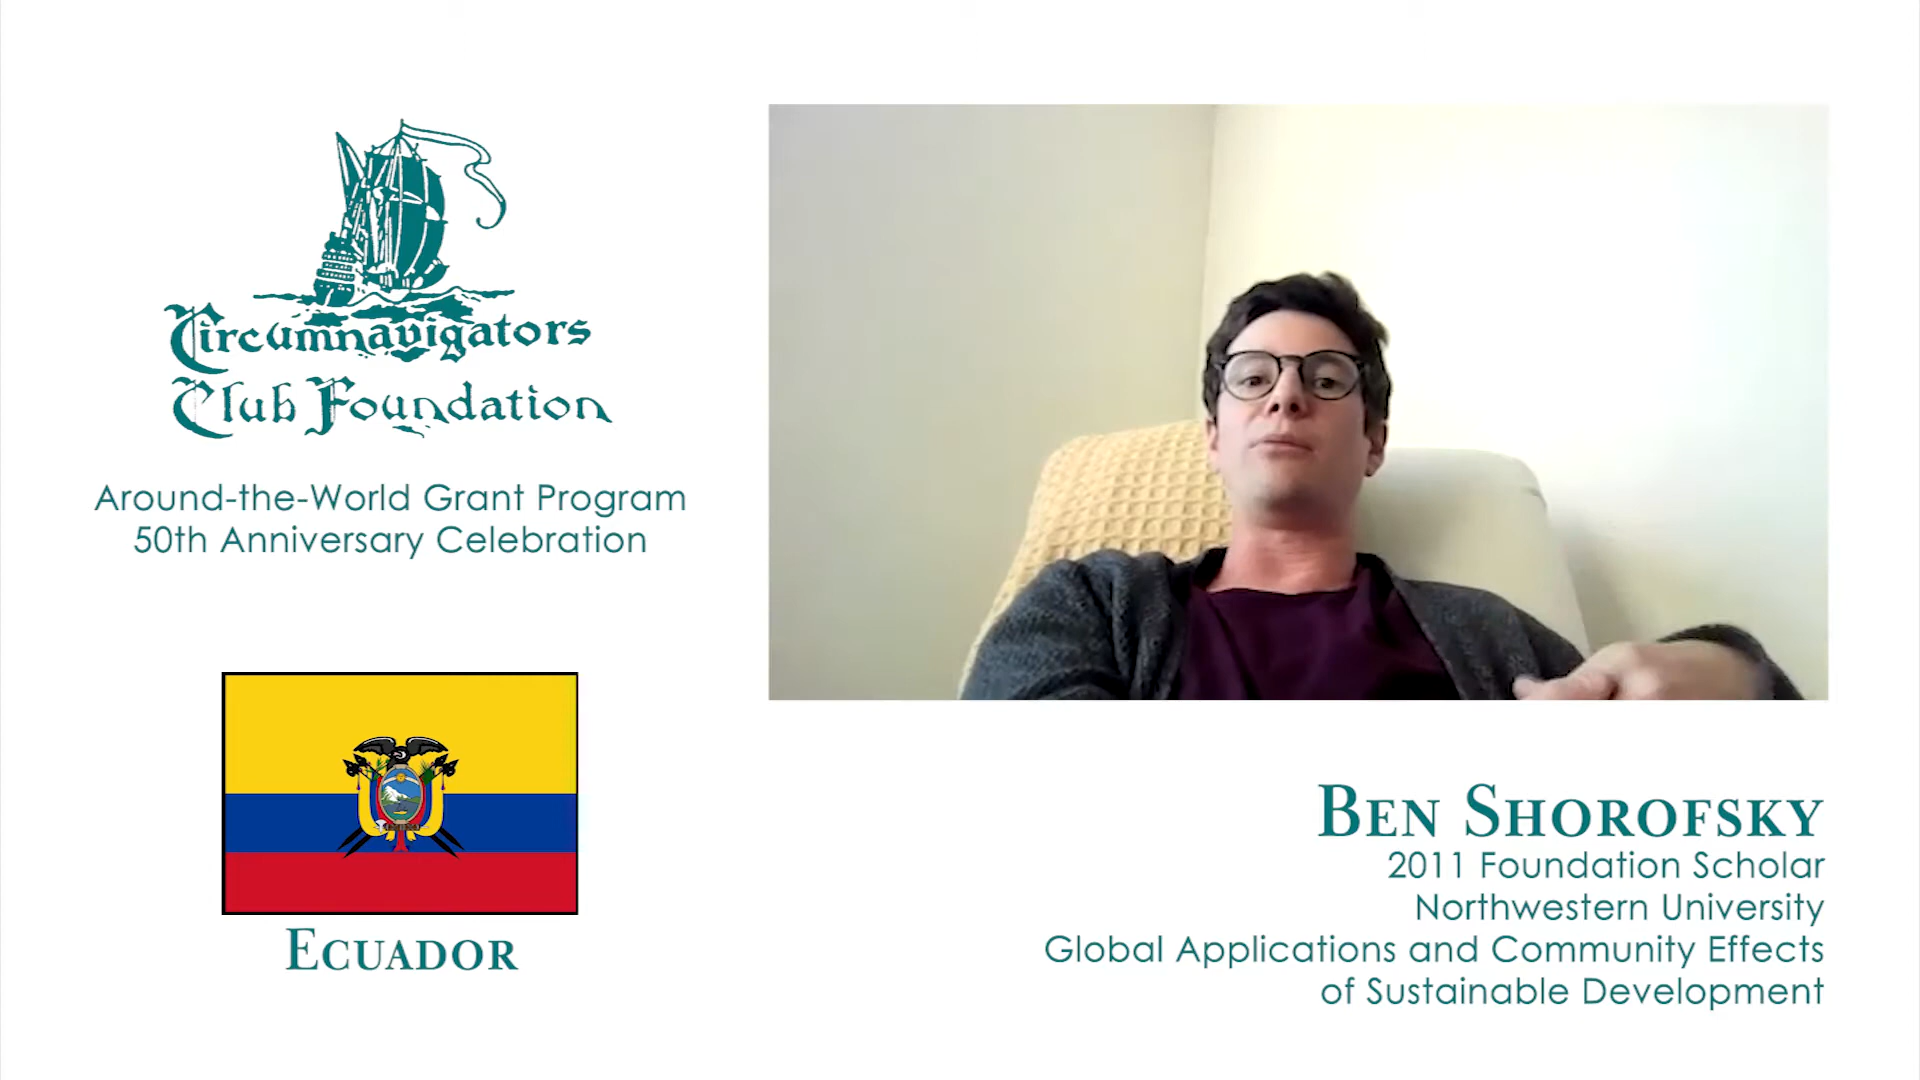 Circumnavigators
Club Foundation
Around-the-World Grant Program
50th Anniversary Celebration
Ecuador
Ben Shorofsky
2011 Foundation Scholar
Northwestern University
Global Applications and Community Effects
of Sustainable Development